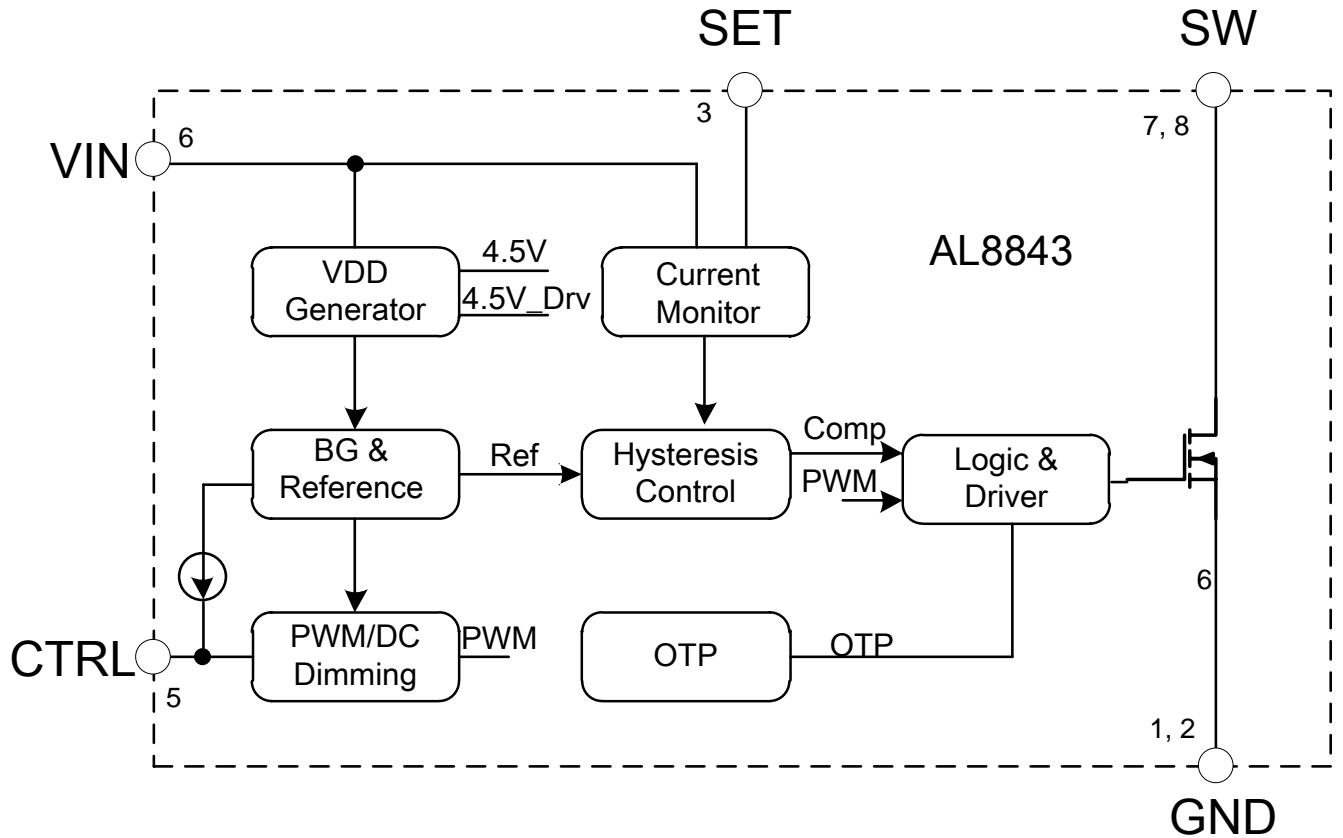 SET
SW
3
7, 8
VIN
6
AL8843
VDD
Generator
4.5V
4.5V_Drv
Current
Monitor
BG &
Reference
Ref
Hysteresis
Control
Comp
PWM
Logic &
Driver
6
CTRL
5
PWM/DC
Dimming
PWM
OTP
OTP
1, 2
GND